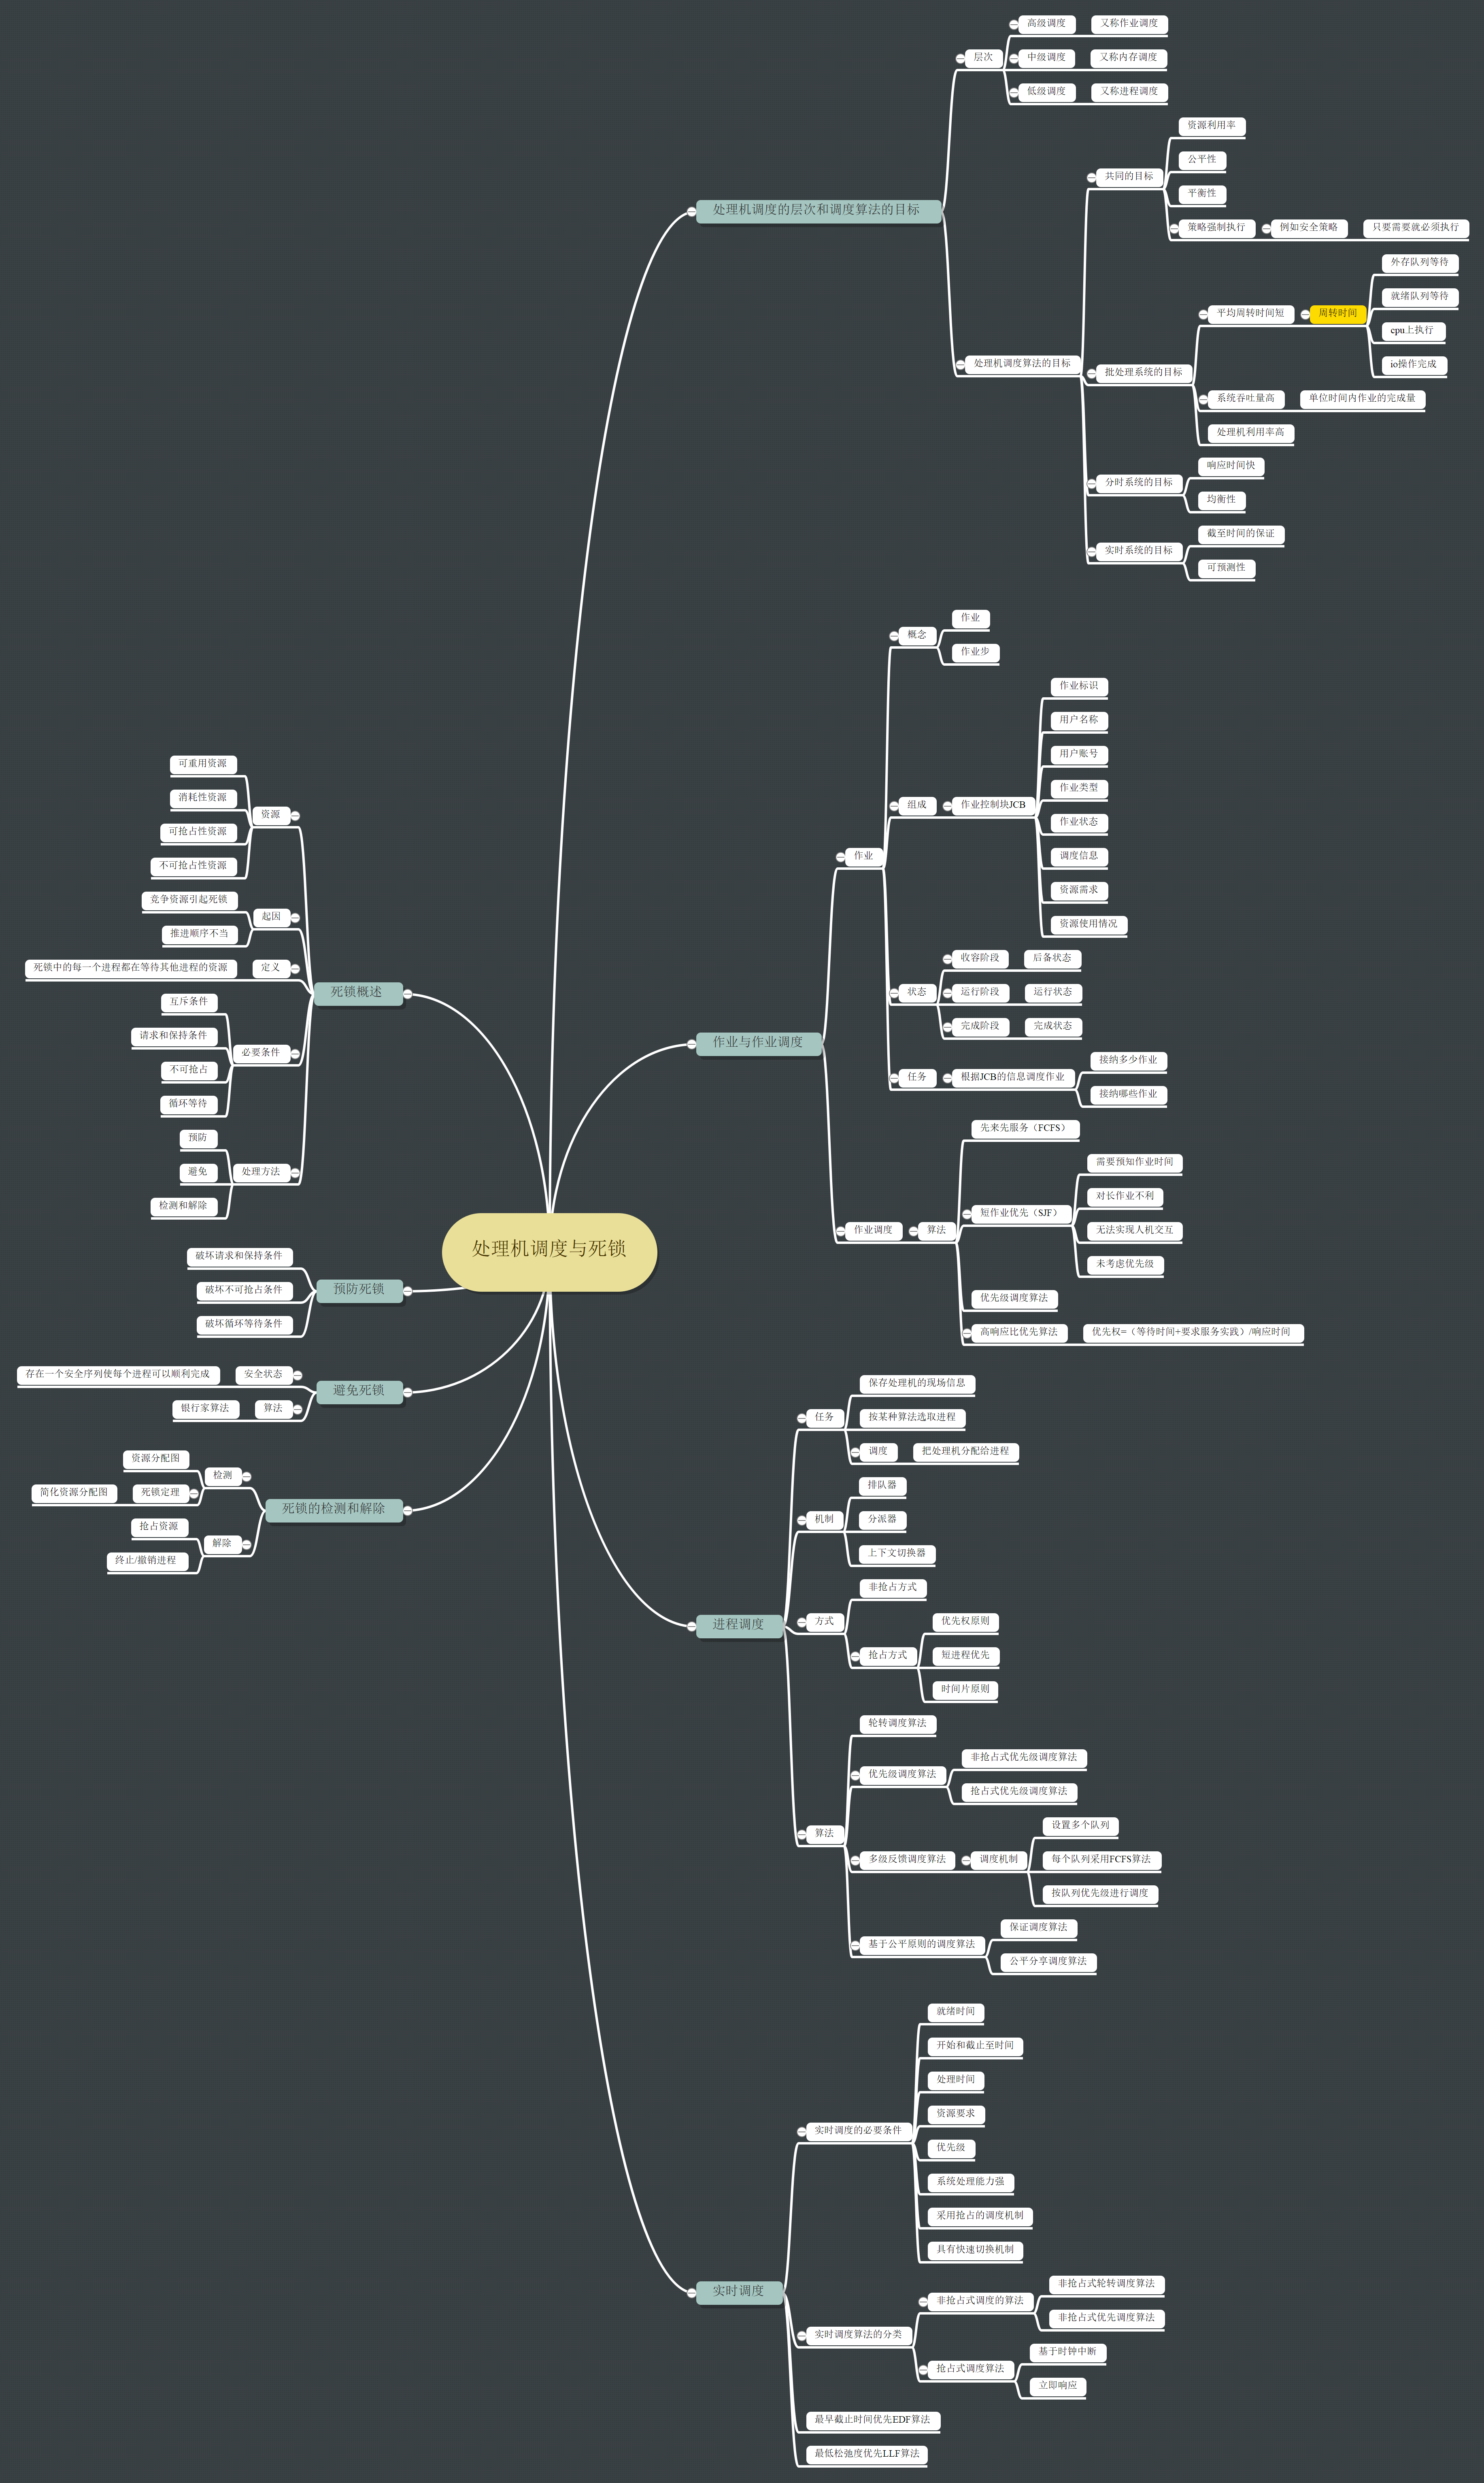 处理机调度与死锁
处理机调度的层次和调度算法的目标
层次
高级调度
又称作业调度
中级调度
又称内存调度
低级调度
又称进程调度
处理机调度算法的目标
共同的目标
资源利用率
公平性
平衡性
策略强制执行
例如安全策略
只要需要就必须执行
批处理系统的目标
平均周转时间短
周转时间
外存队列等待
就绪队列等待
cpu上执行
io操作完成
系统吞吐量高
单位时间内作业的完成量
处理机利用率高
分时系统的目标
响应时间快
均衡性
实时系统的目标
截至时间的保证
可预测性
作业与作业调度
作业
概念
作业
作业步
组成
作业控制块JCB
作业标识
用户名称
用户账号
作业类型
作业状态
调度信息
资源需求
资源使用情况
状态
收容阶段
后备状态
运行阶段
运行状态
完成阶段
完成状态
任务
根据JCB的信息调度作业
接纳多少作业
接纳哪些作业
作业调度
算法
先来先服务（FCFS）
短作业优先（SJF）
需要预知作业时间
对长作业不利
无法实现人机交互
未考虑优先级
优先级调度算法
高响应比优先算法
优先权=（等待时间+要求服务实践）/响应时间
进程调度
任务
保存处理机的现场信息
按某种算法选取进程
调度
把处理机分配给进程
机制
排队器
分派器
上下文切换器
方式
非抢占方式
抢占方式
优先权原则
短进程优先
时间片原则
算法
轮转调度算法
优先级调度算法
非抢占式优先级调度算法
抢占式优先级调度算法
多级反馈调度算法
调度机制
设置多个队列
每个队列采用FCFS算法
按队列优先级进行调度
基于公平原则的调度算法
保证调度算法
公平分享调度算法
实时调度
实时调度的必要条件
就绪时间
开始和截止至时间
处理时间
资源要求
优先级
系统处理能力强
采用抢占的调度机制
具有快速切换机制
实时调度算法的分类
非抢占式调度的算法
非抢占式轮转调度算法
非抢占式优先调度算法
抢占式调度算法
基于时钟中断
立即响应
最早截止时间优先EDF算法
最低松弛度优先LLF算法
死锁概述
资源
可重用资源
消耗性资源
可抢占性资源
不可抢占性资源
起因
竞争资源引起死锁
推进顺序不当
定义
死锁中的每一个进程都在等待其他进程的资源
必要条件
互斥条件
请求和保持条件
不可抢占
循环等待
处理方法
预防
避免
检测和解除
预防死锁
破坏请求和保持条件
破坏不可抢占条件
破坏循环等待条件
避免死锁
安全状态
存在一个安全序列使每个进程可以顺利完成
算法
银行家算法
死锁的检测和解除
检测
资源分配图
死锁定理
简化资源分配图
解除
抢占资源
终止/撤销进程